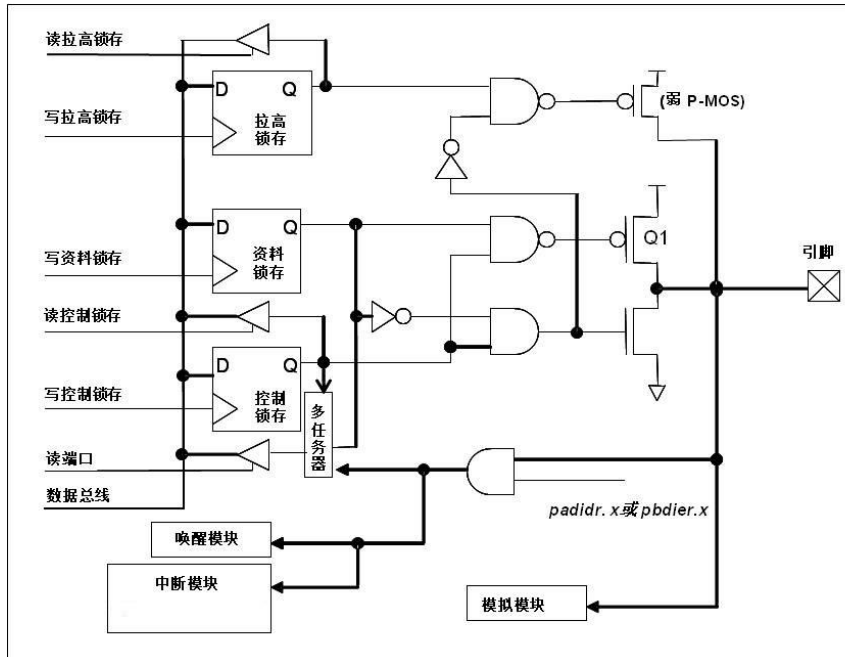 读拉高锁存
D Q
拉高
锁存
写拉高锁存
(弱 P-MOS)
D Q
资料
锁存
写资料锁存
Q1
引脚
读控制锁存
D Q
控制
锁存
写控制锁存
多
任
务
器
读端口
数据总线
padidr.x或pbdier.x
唤醒模块
中断模块
模拟模块